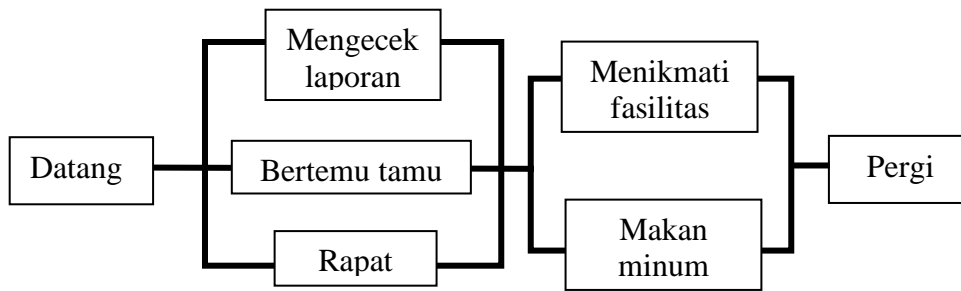 Datang
Mengecek
laporan
Bertemu tamu
Rapat
Menikmati
fasilitas
Makan
minum
Pergi